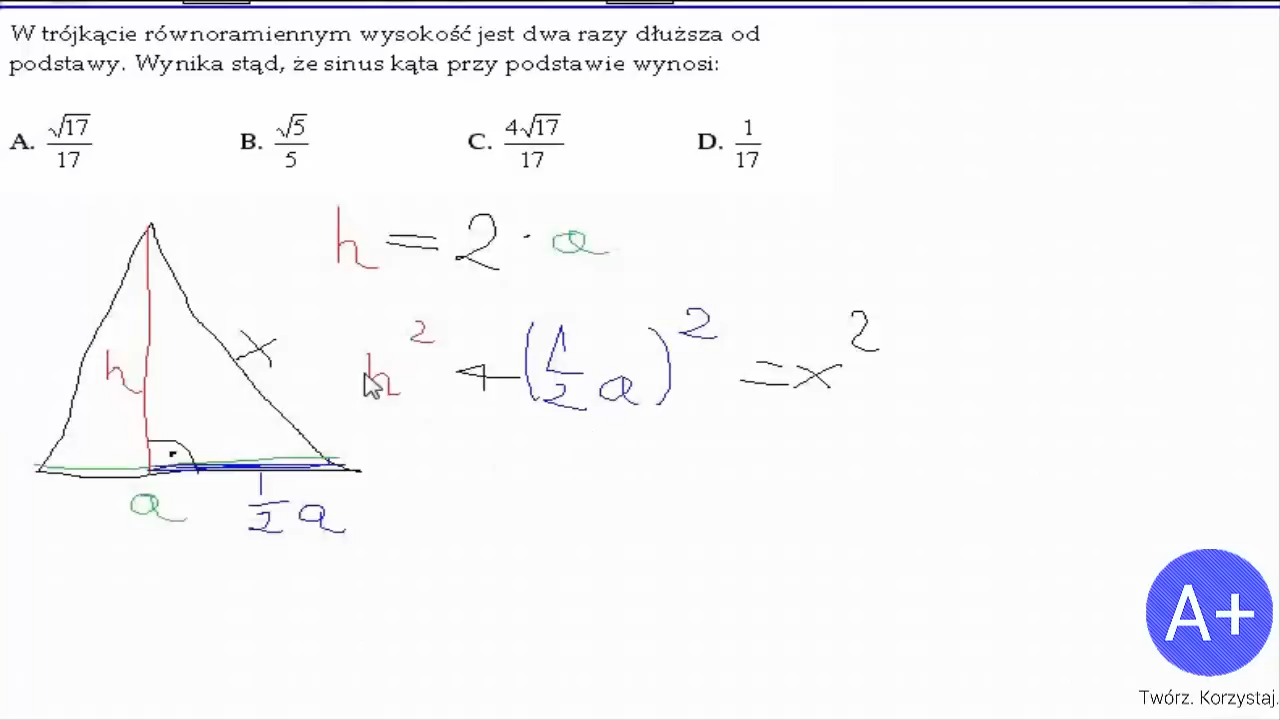 W trójkącie równoramiennym wysokość jest dwa razy dłuższa od
podstawy. Wynika stąd, że sinus kąta przy podstawie wynosi:
A. √17/17 B. √5/5 C. 4√17/17 D. 1/17
h = 2 · a
h² + (1/2 a)² = x²
x
h
a 1/2 a
A+
Twórz. Korzystaj.